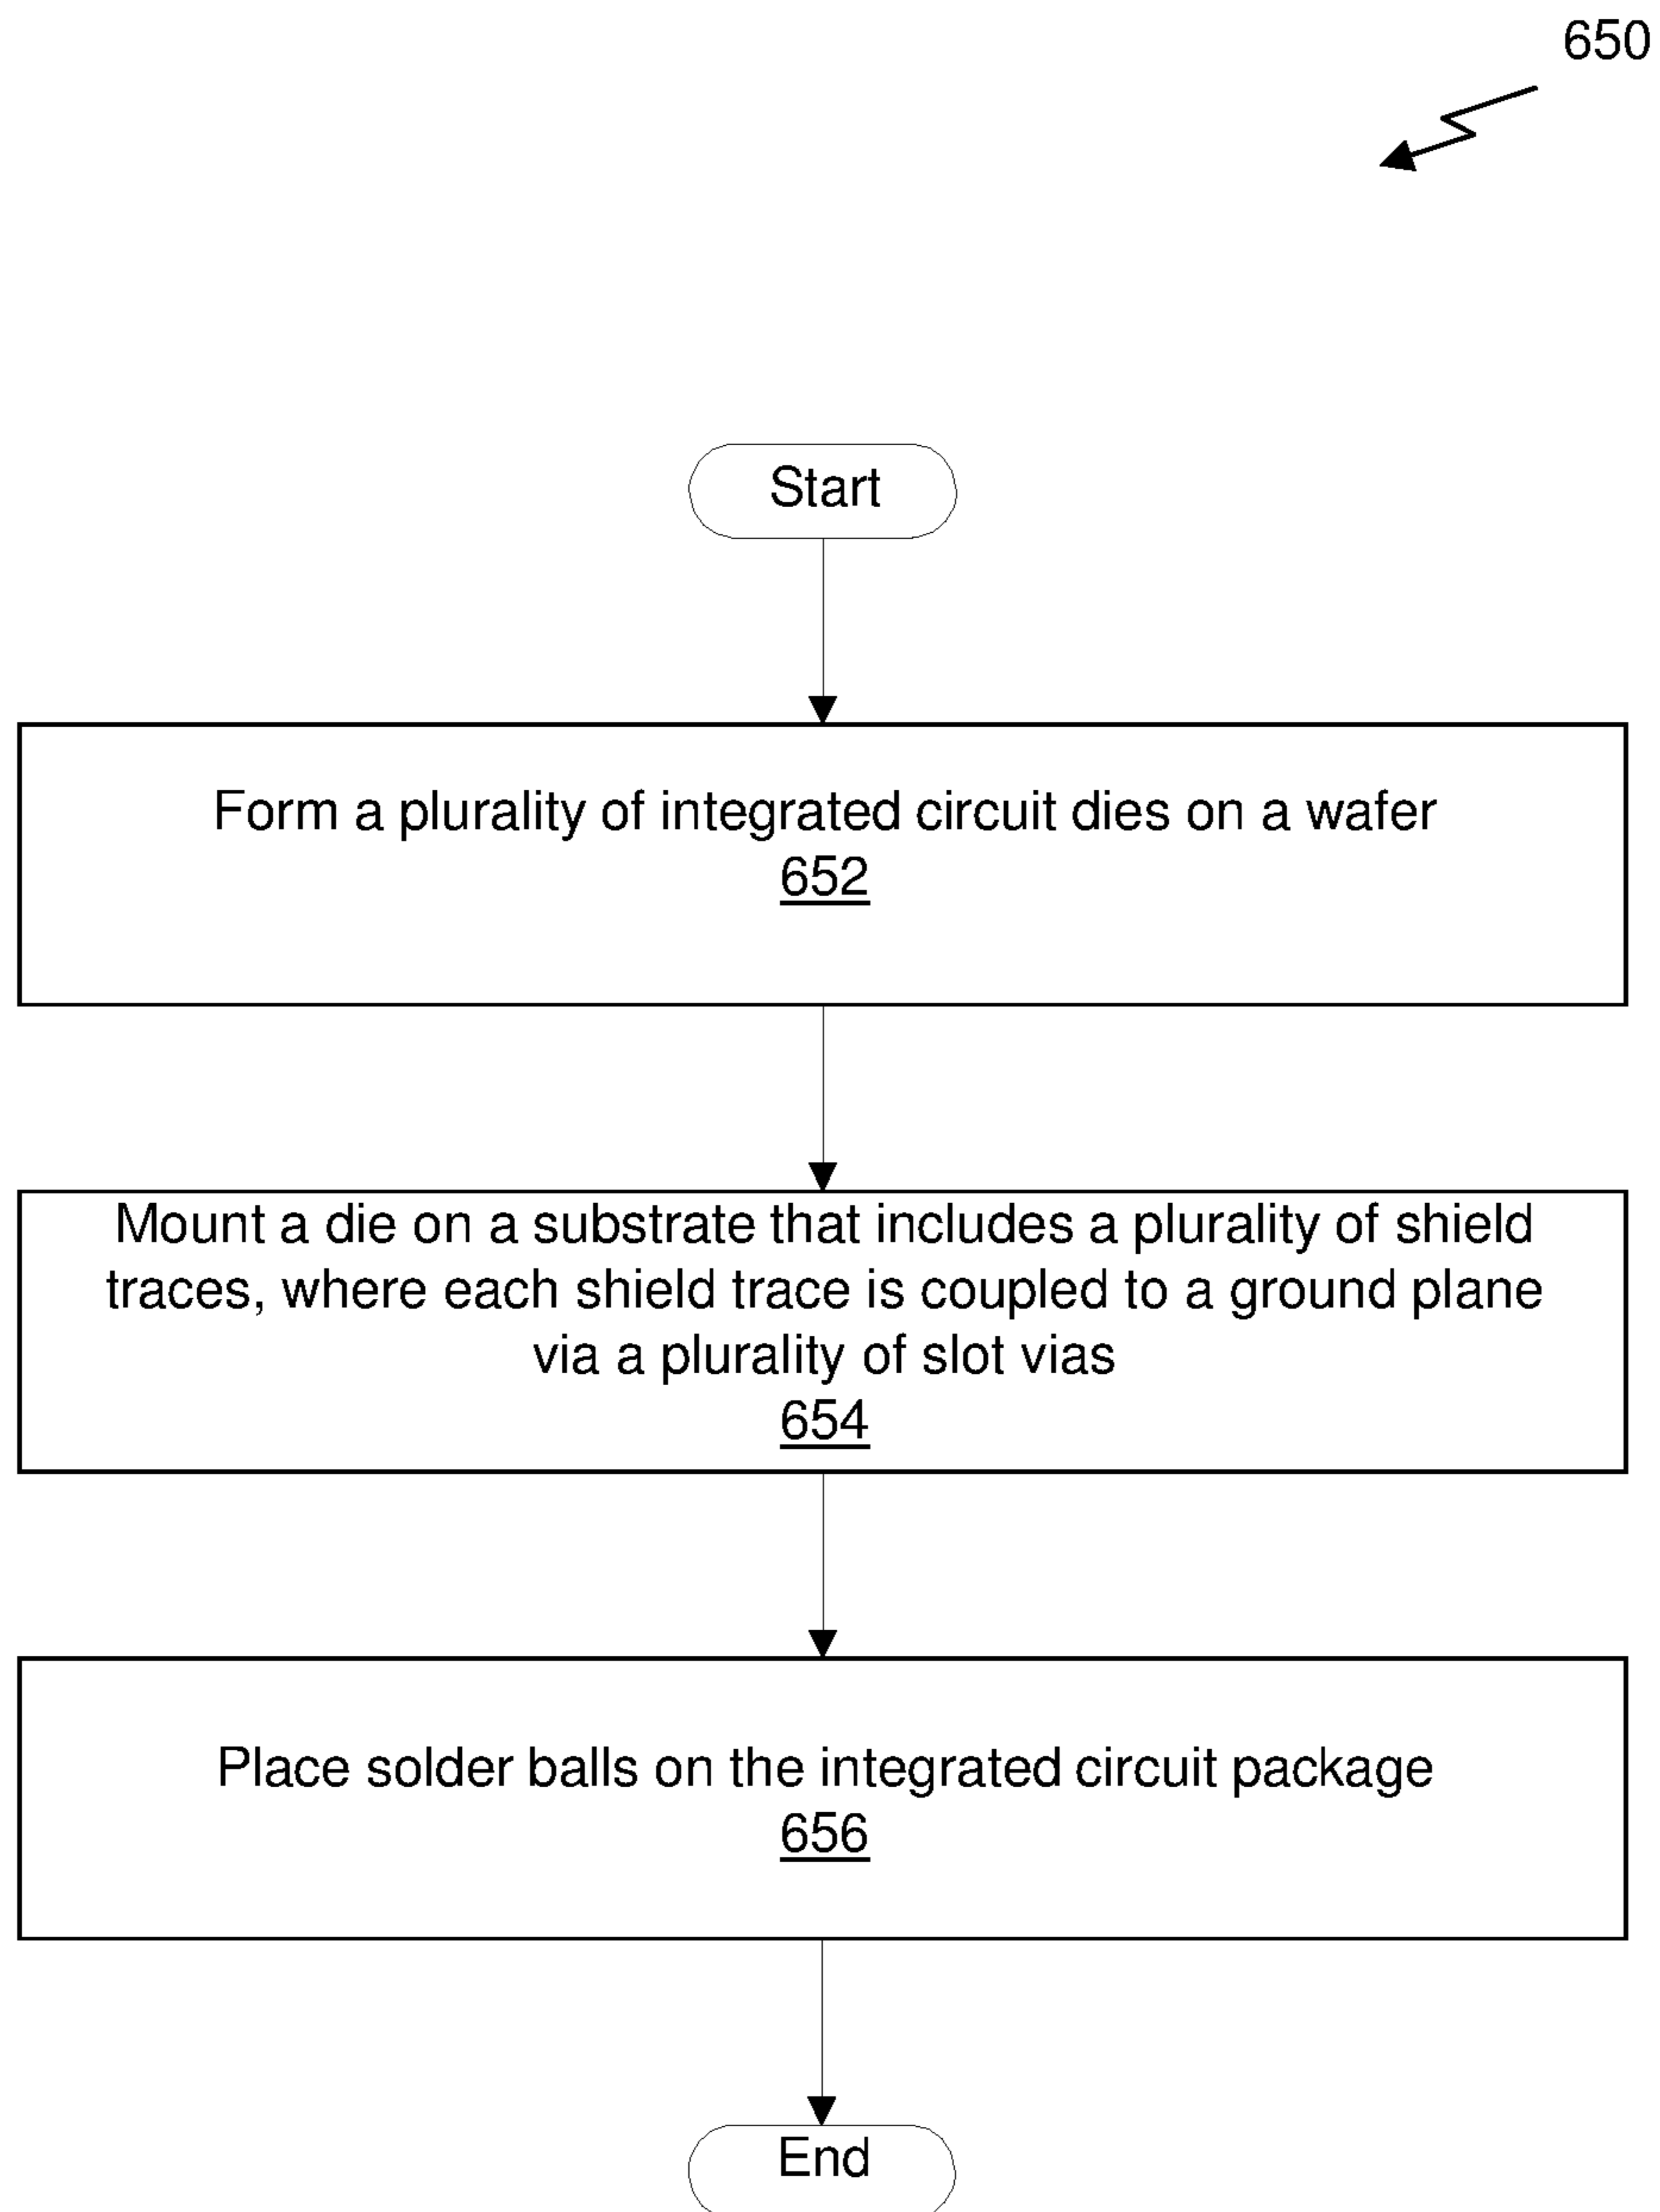 650
Start
Form a plurality of integrated circuit dies on a wafer
652
Mount a die on a substrate that includes a plurality of shield
traces, where each shield trace is coupled to a ground plane
via a plurality of slot vias
654
Place solder balls on the integrated circuit package
656
End